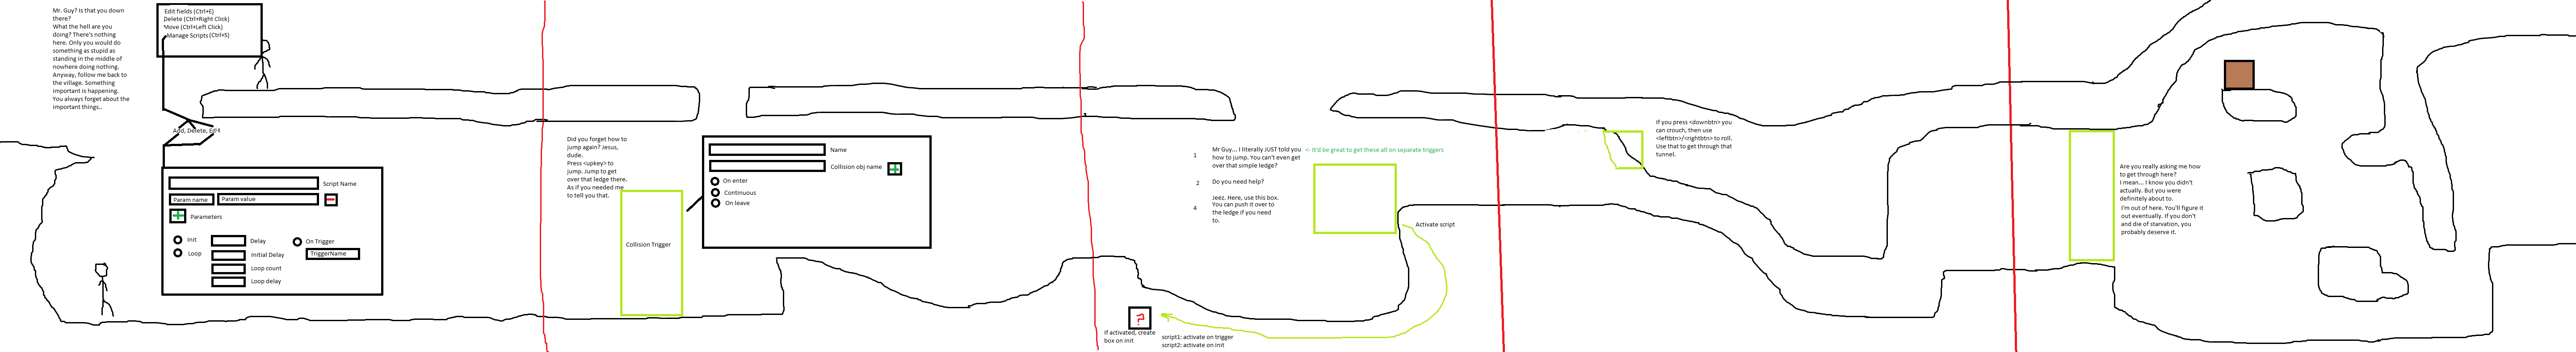 Mr. Guy? Is that you down
there?
What the hell are you
doing? There's nothing
here. Only you would do
something as stupid as
standing in the middle of
nowhere doing nothing.
Anyway, follow me back to
the village. Something
important is happening.
You always forget about the
important things..
Edit fields (Ctrl+E)
Delete (Ctrl+Right Click)
Move (Ctrl+Left Click)
Manage Scripts (Ctrl+S)
Add, Delete, Edit
Script Name
Param name
Param value
Parameters
Init
Delay
On Trigger
Loop
Initial Delay
TriggerName
Loop count
Loop delay
Did you forget how to
jump again? Jesus,
dude.
Press <upkey> to
jump. Jump to get
over that ledge there.
As if you needed me
to tell you that.
Collision Trigger
Name
Collision obj name
On enter
Continuous
On leave
1
Mr Guy... I literally JUST told you
how to jump. You can't even get
over that simple ledge?
<- It'd be great to get these all on separate triggers
2
Do you need help?
4
Jeez. Here, use this box.
You can push it over to
the ledge if you need
to.
Activate script
?
If activated, create
box on init
script1: activate on trigger
script2: activate on init
If you press <downbtn> you
can crouch, then use
<leftbtn>/<rightbtn> to roll.
Use that to get through that
tunnel.
Are you really asking me how
to get through here?
I mean... I know you didn't
actually. But you were
definitely about to.
I'm out of here. You'll figure it
out eventually. If you don't
and die of starvation, you
probably deserve it.